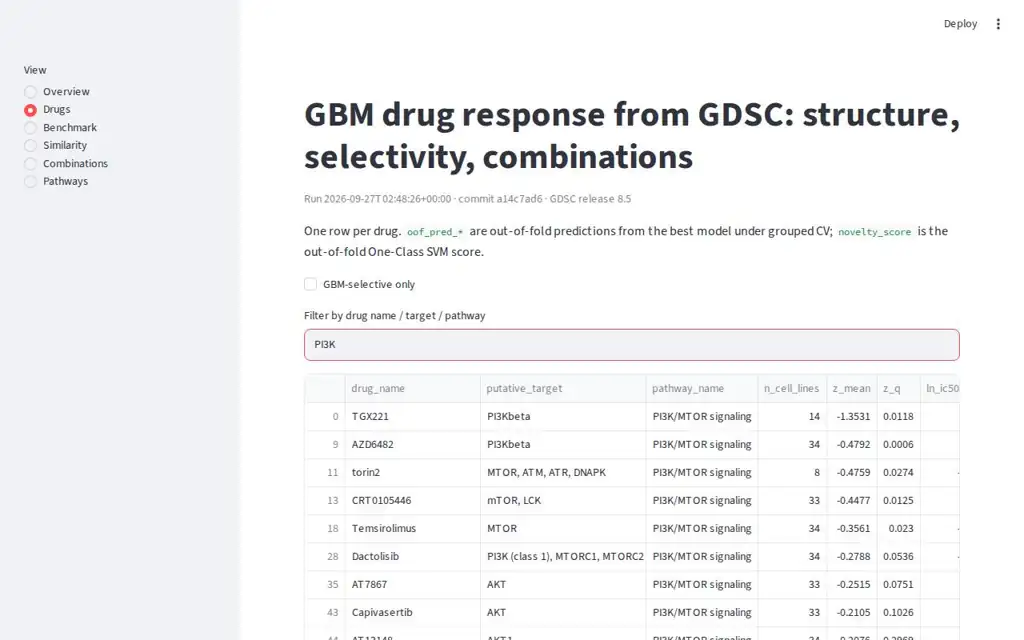 Deploy
View
Overview
Drugs
Benchmark
Similarity
Combinations
Pathways
GBM drug response from GDSC: structure,
selectivity, combinations
Run 2026-09-27T02:48:26+00:00 · commit a14c7ad6 · GDSC release 8.5
One row per drug. oof_pred_* are out-of-fold predictions from the best model under grouped CV; novelty_score is the
out-of-fold One-Class SVM score.
GBM-selective only
Filter by drug name / target / pathway
PI3K
drug_name putative_target pathway_name n_cell_lines z_mean z_q ln_ic50
0 TGX221 PI3Kbeta PI3K/MTOR signaling 14 -1.3531 0.0118
9 AZD6482 PI3Kbeta PI3K/MTOR signaling 34 -0.4792 0.0006
11 torin2 MTOR, ATM, ATR, DNAPK PI3K/MTOR signaling 8 -0.4759 0.0274
13 CRT0105446 mTOR, LCK PI3K/MTOR signaling 33 -0.4477 0.0125
18 Temsirolimus MTOR PI3K/MTOR signaling 34 -0.3561 0.023
28 Dactolisib PI3K (class 1), MTORC1, MTORC2 PI3K/MTOR signaling 34 -0.2788 0.0536
35 AT7867 AKT PI3K/MTOR signaling 33 -0.2515 0.0751
43 Capivasertib AKT PI3K/MTOR signaling 33 -0.2105 0.1026